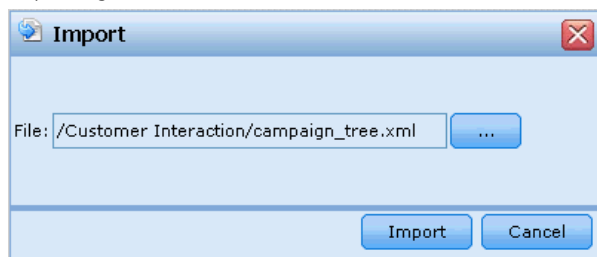 Import
File: /Customer Interaction/campaign_tree.xml ...
Import Cancel